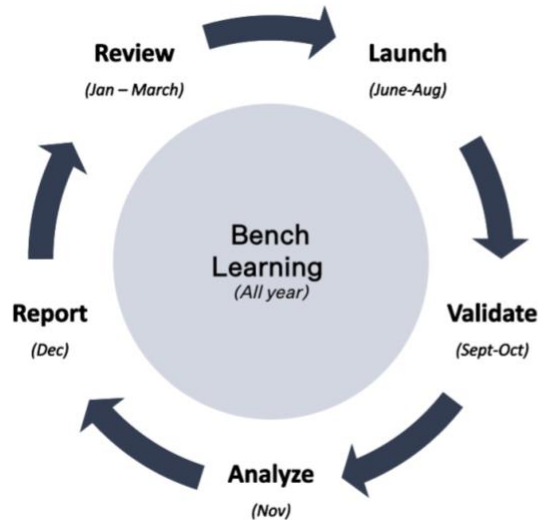 Review
(Jan – March)
Launch
(June-Aug)
Bench
Learning
(All year)
Validate
(Sept-Oct)
Report
(Dec)
Analyze
(Nov)